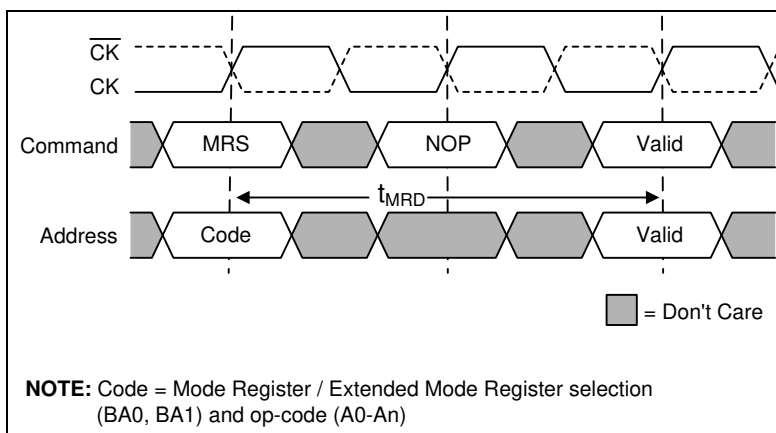 CK
CK
Command MRS NOP Valid
tMRD
Address Code Valid
= Don't Care
NOTE: Code = Mode Register / Extended Mode Register selection
(BA0, BA1) and op-code (A0-An)